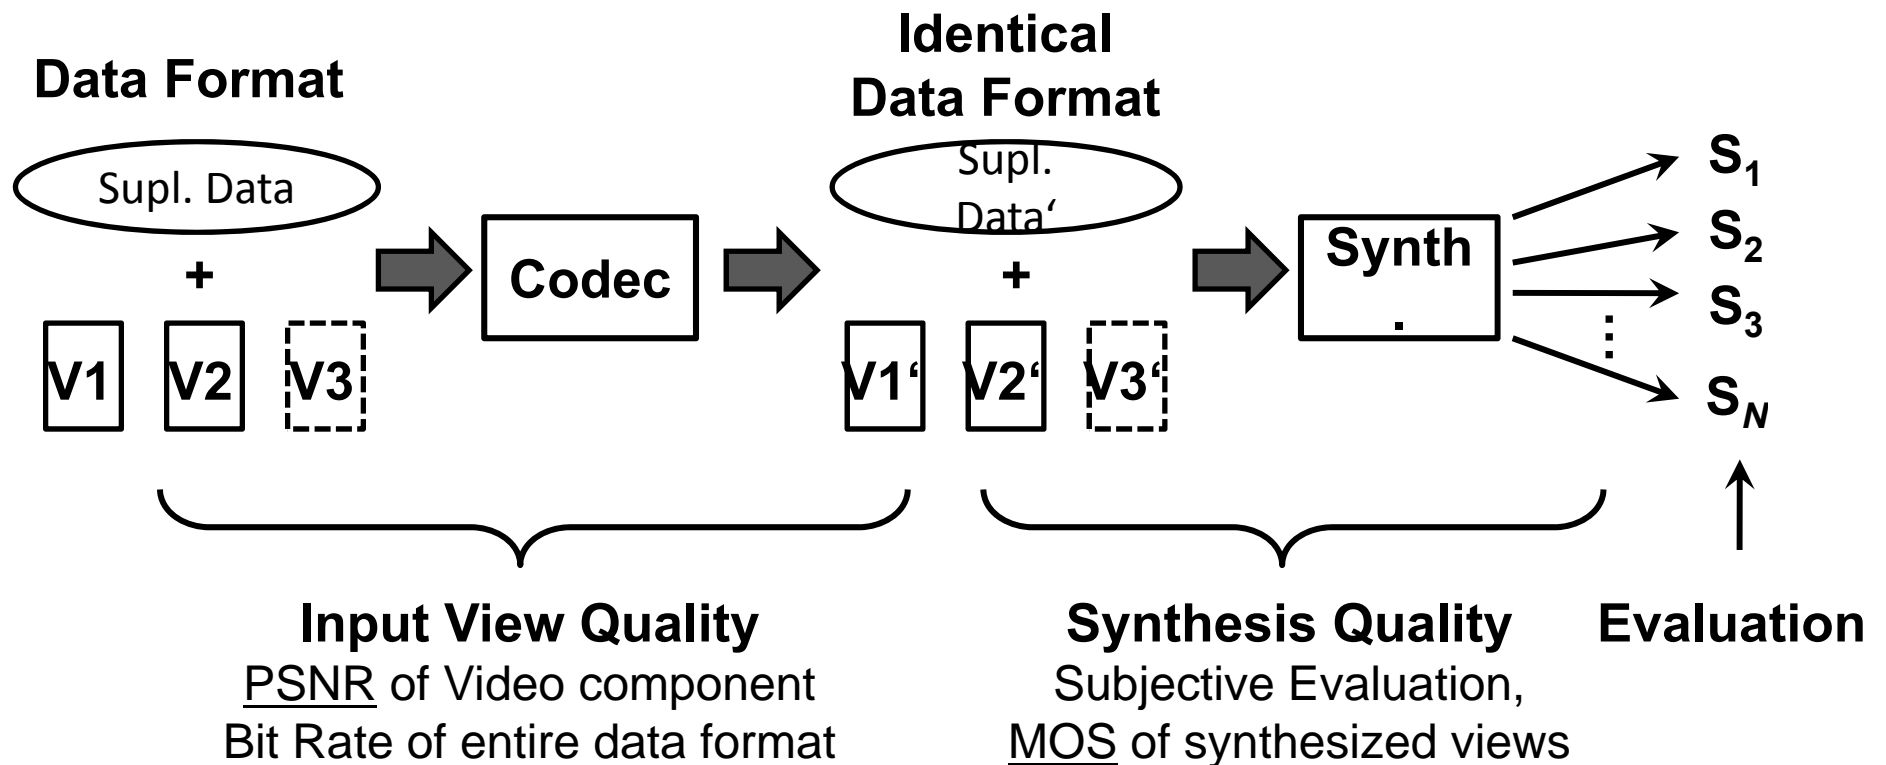 Data Format
Supl. Data
+
V1 V2 V3
Codec
Identical
Data Format
Supl.
Data‘
+
V1‘ V2‘ V3‘
Synth
.
S1
S2
S3
SN
Input View Quality
PSNR of Video component
Bit Rate of entire data format
Synthesis Quality
Subjective Evaluation,
MOS of synthesized views
Evaluation